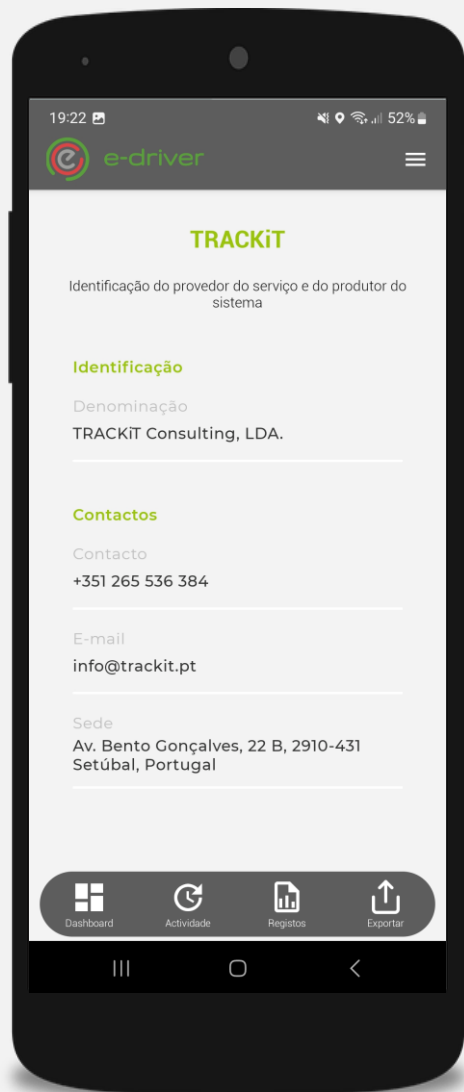 19:22
52%
e-driver
TRACKiT
Identificação do provedor do serviço e do produtor do
sistema
Identificação
Denominação
TRACKiT Consulting, LDA.
Contactos
Contacto
+351 265 536 384
E-mail
info@trackit.pt
Sede
Av. Bento Gonçalves, 22 B, 2910-431
Setúbal, Portugal
Dashboard Actividade Registos Exportar